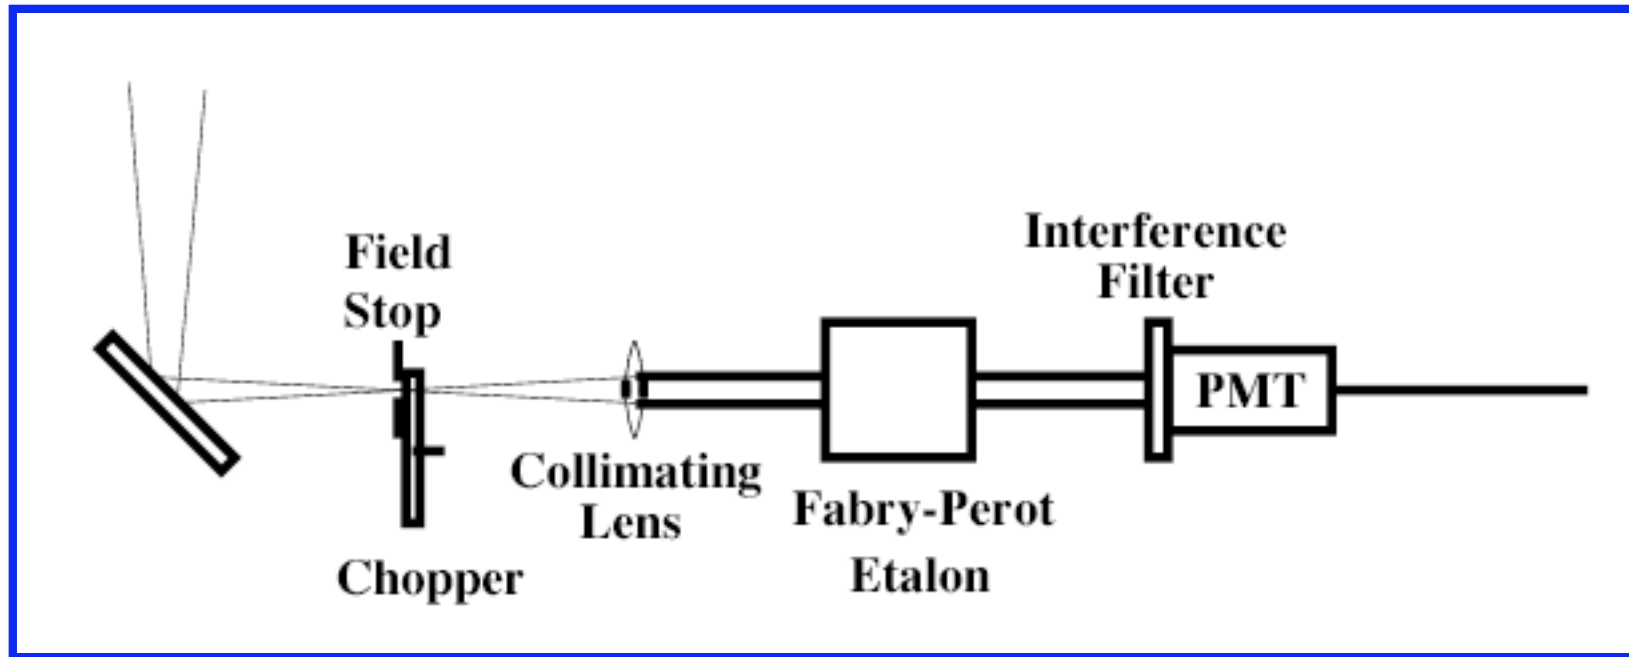 Field
Stop
Chopper
Collimating
Lens
Fabry-Perot
Etalon
Interference
Filter
PMT